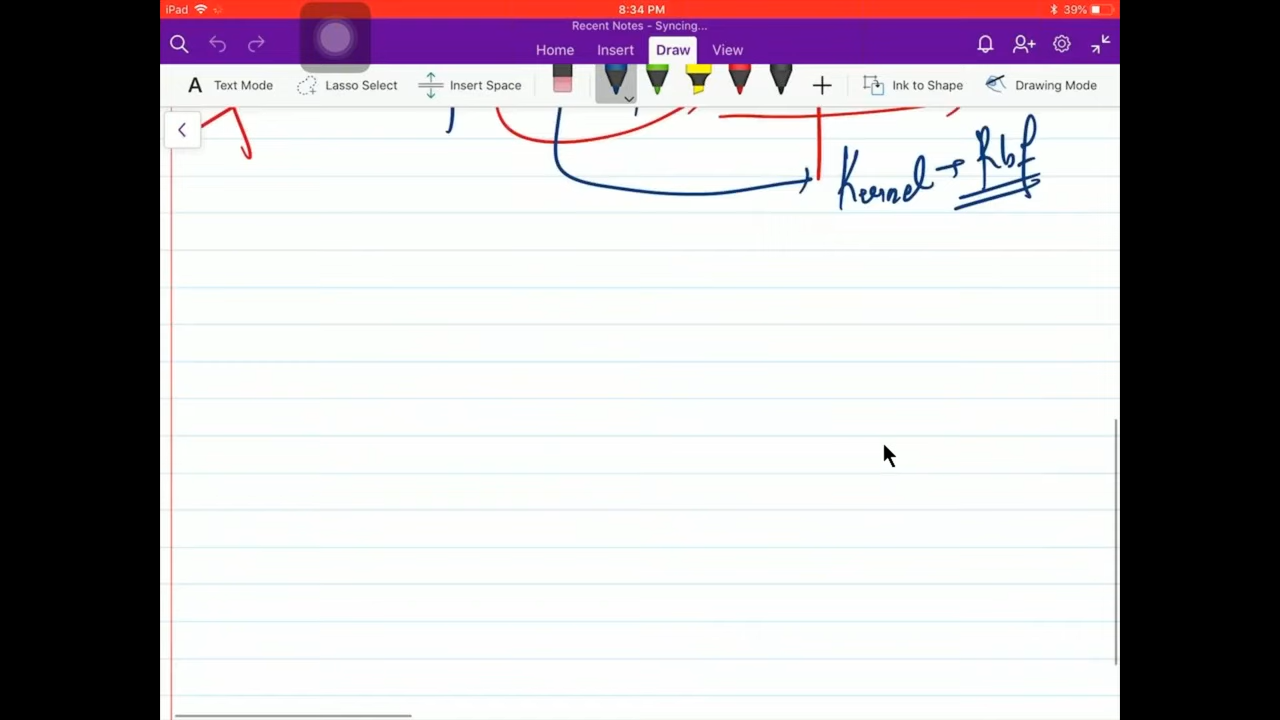 iPad 8:34 PM 39%
Recent Notes - Syncing...
Home Insert Draw View
A Text Mode Lasso Select Insert Space Ink to Shape Drawing Mode
Kernel → Rbf